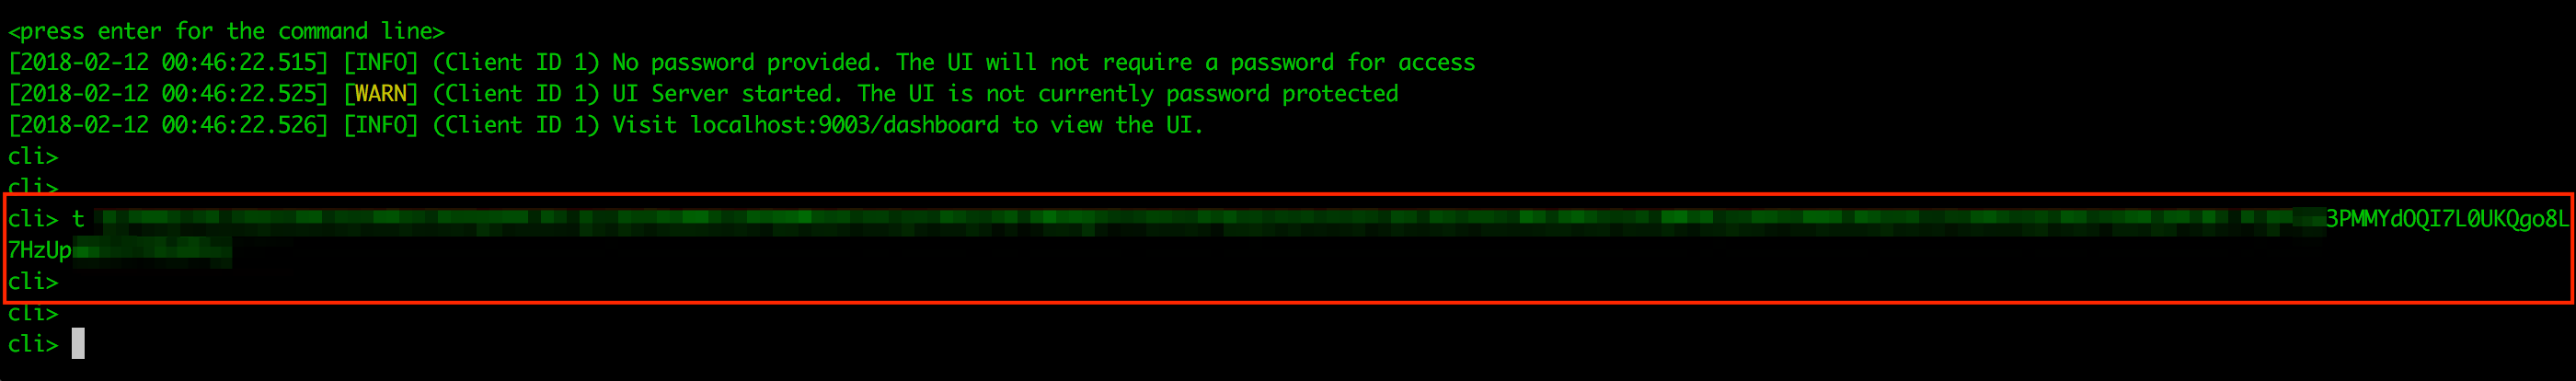 <press enter for the command line>
[2018-02-12 00:46:22.515] [INFO] (Client ID 1) No password provided. The UI will not require a password for access
[2018-02-12 00:46:22.525] [WARN] (Client ID 1) UI Server started. The UI is not currently password protected
[2018-02-12 00:46:22.526] [INFO] (Client ID 1) Visit localhost:9003/dashboard to view the UI.
cli>
cli>
cli> t 3PMMYdOQI7L0UKQgo8L
7HzUp
cli>
cli>
cli>